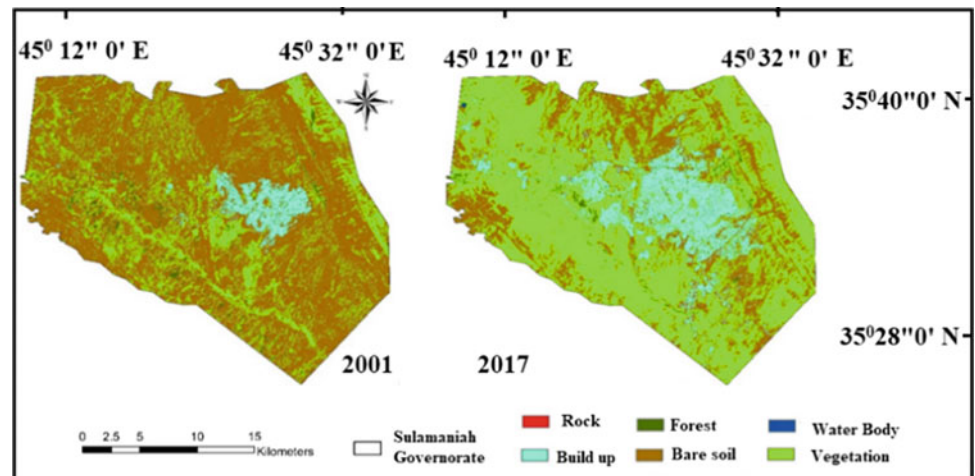 45⁰ 12" 0' E 45⁰ 32" 0' E 45⁰ 12" 0' E 45⁰ 32" 0' E
35⁰40"0' N
35⁰28"0' N
2001 2017
0 2.5 5 10 15
Kilometers
Sulamaniah
Governorate
Rock Forest Water Body
Build up Bare soil Vegetation